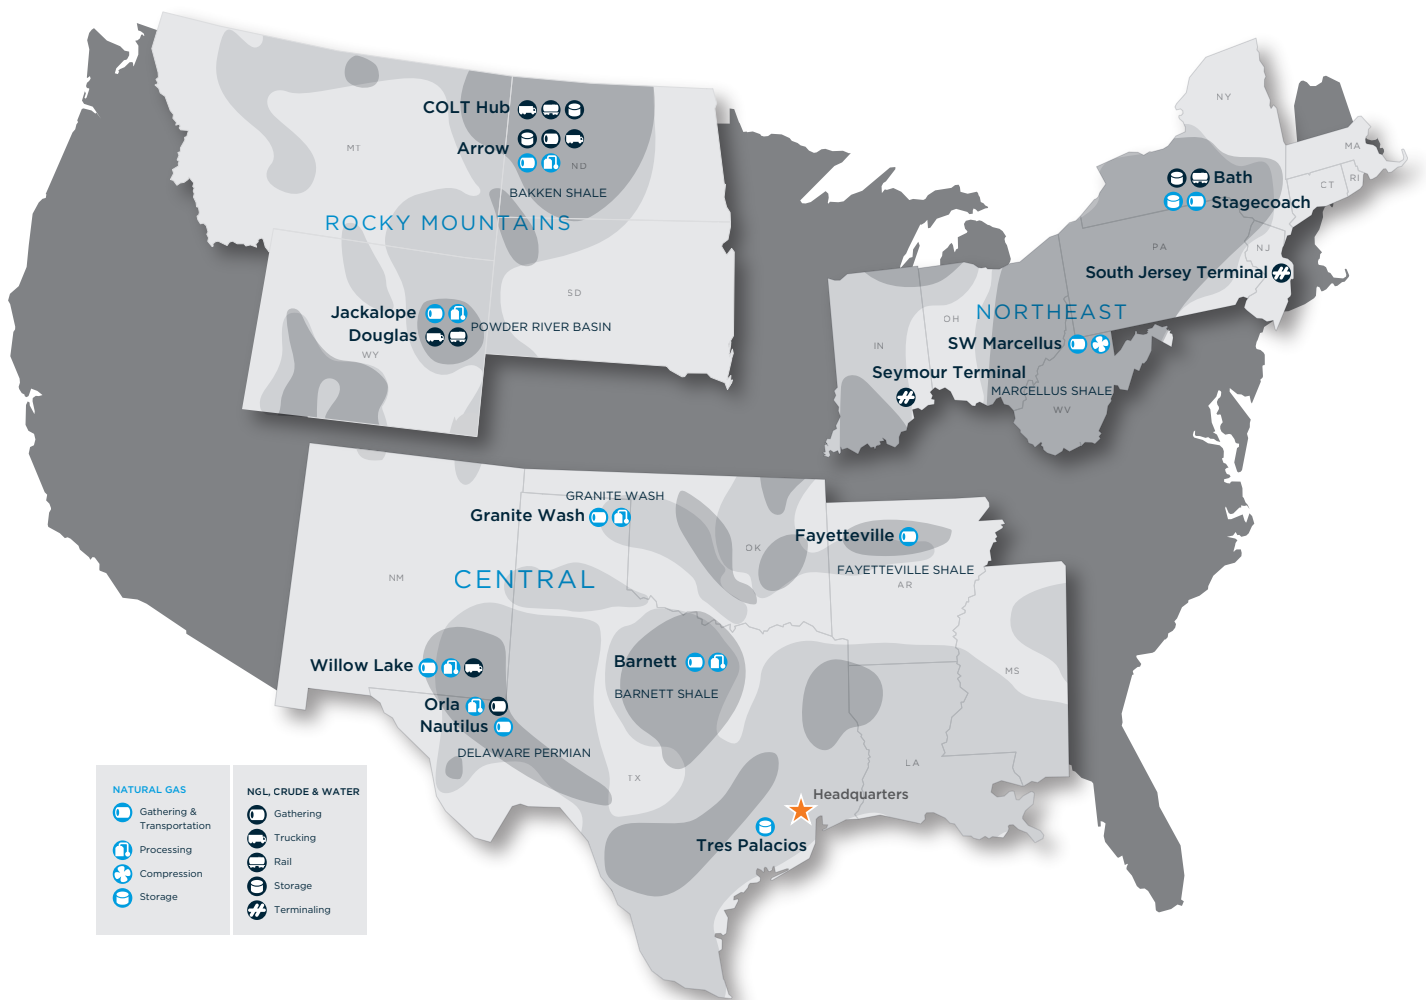 COLT Hub
Arrow
MT
ND
BAKKEN SHALE
ROCKY MOUNTAINS
SD
Jackalope
POWDER RIVER BASIN
Douglas
WY
NY
MA
Bath
CT
RI
Stagecoach
PA
NJ
South Jersey Terminal
NORTHEAST
OH
IN
SW Marcellus
Seymour Terminal
MARCELLUS SHALE
WV
GRANITE WASH
Granite Wash
OK
Fayetteville
FAYETTEVILLE SHALE
AR
NM
CENTRAL
Willow Lake
Barnett
BARNETT SHALE
MS
Orla
Nautilus
DELAWARE PERMIAN
TX
LA
Headquarters
Tres Palacios
NATURAL GAS
Gathering &
Transportation
Processing
Compression
Storage
NGL, CRUDE & WATER
Gathering
Trucking
Rail
Storage
Terminaling